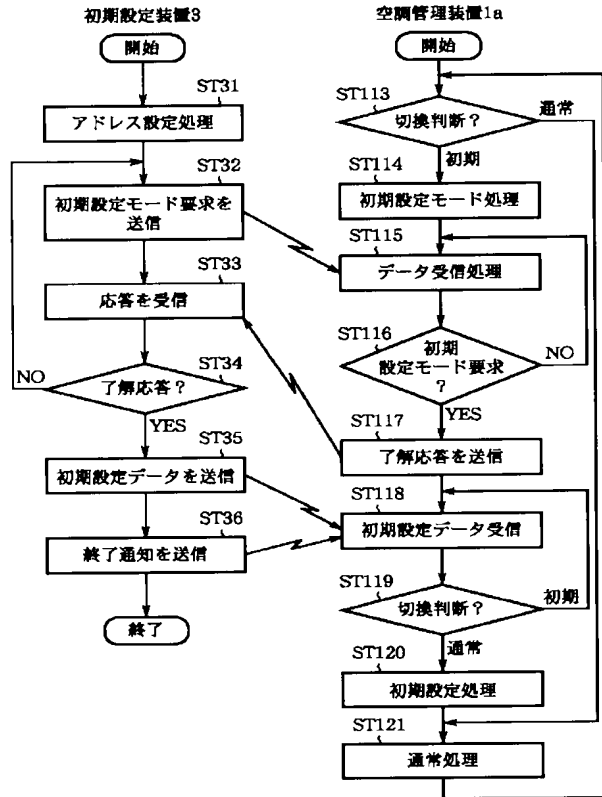 初期設定装置3
開始
ST31
アドレス設定処理
ST32
初期設定モード要求を
送信
ST33
応答を受信
ST34
NO
了解応答?
YES
ST35
初期設定データを送信
ST36
終了通知を送信
終了
空調管理装置1a
開始
ST113
切換判断?
通常
初期
ST114
初期設定モード処理
ST115
データ受信処理
ST116
初期
設定モード要求
?
NO
YES
ST117
了解応答を送信
ST118
初期設定データ受信
ST119
切換判断?
初期
通常
ST120
初期設定処理
ST121
通常処理